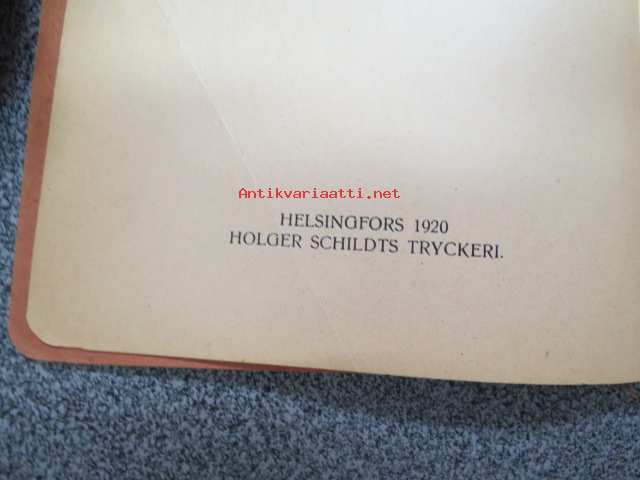 Antikvariaatti.net
HELSINGFORS 1920
HOLGER SCHILDTS TRYCKERI.